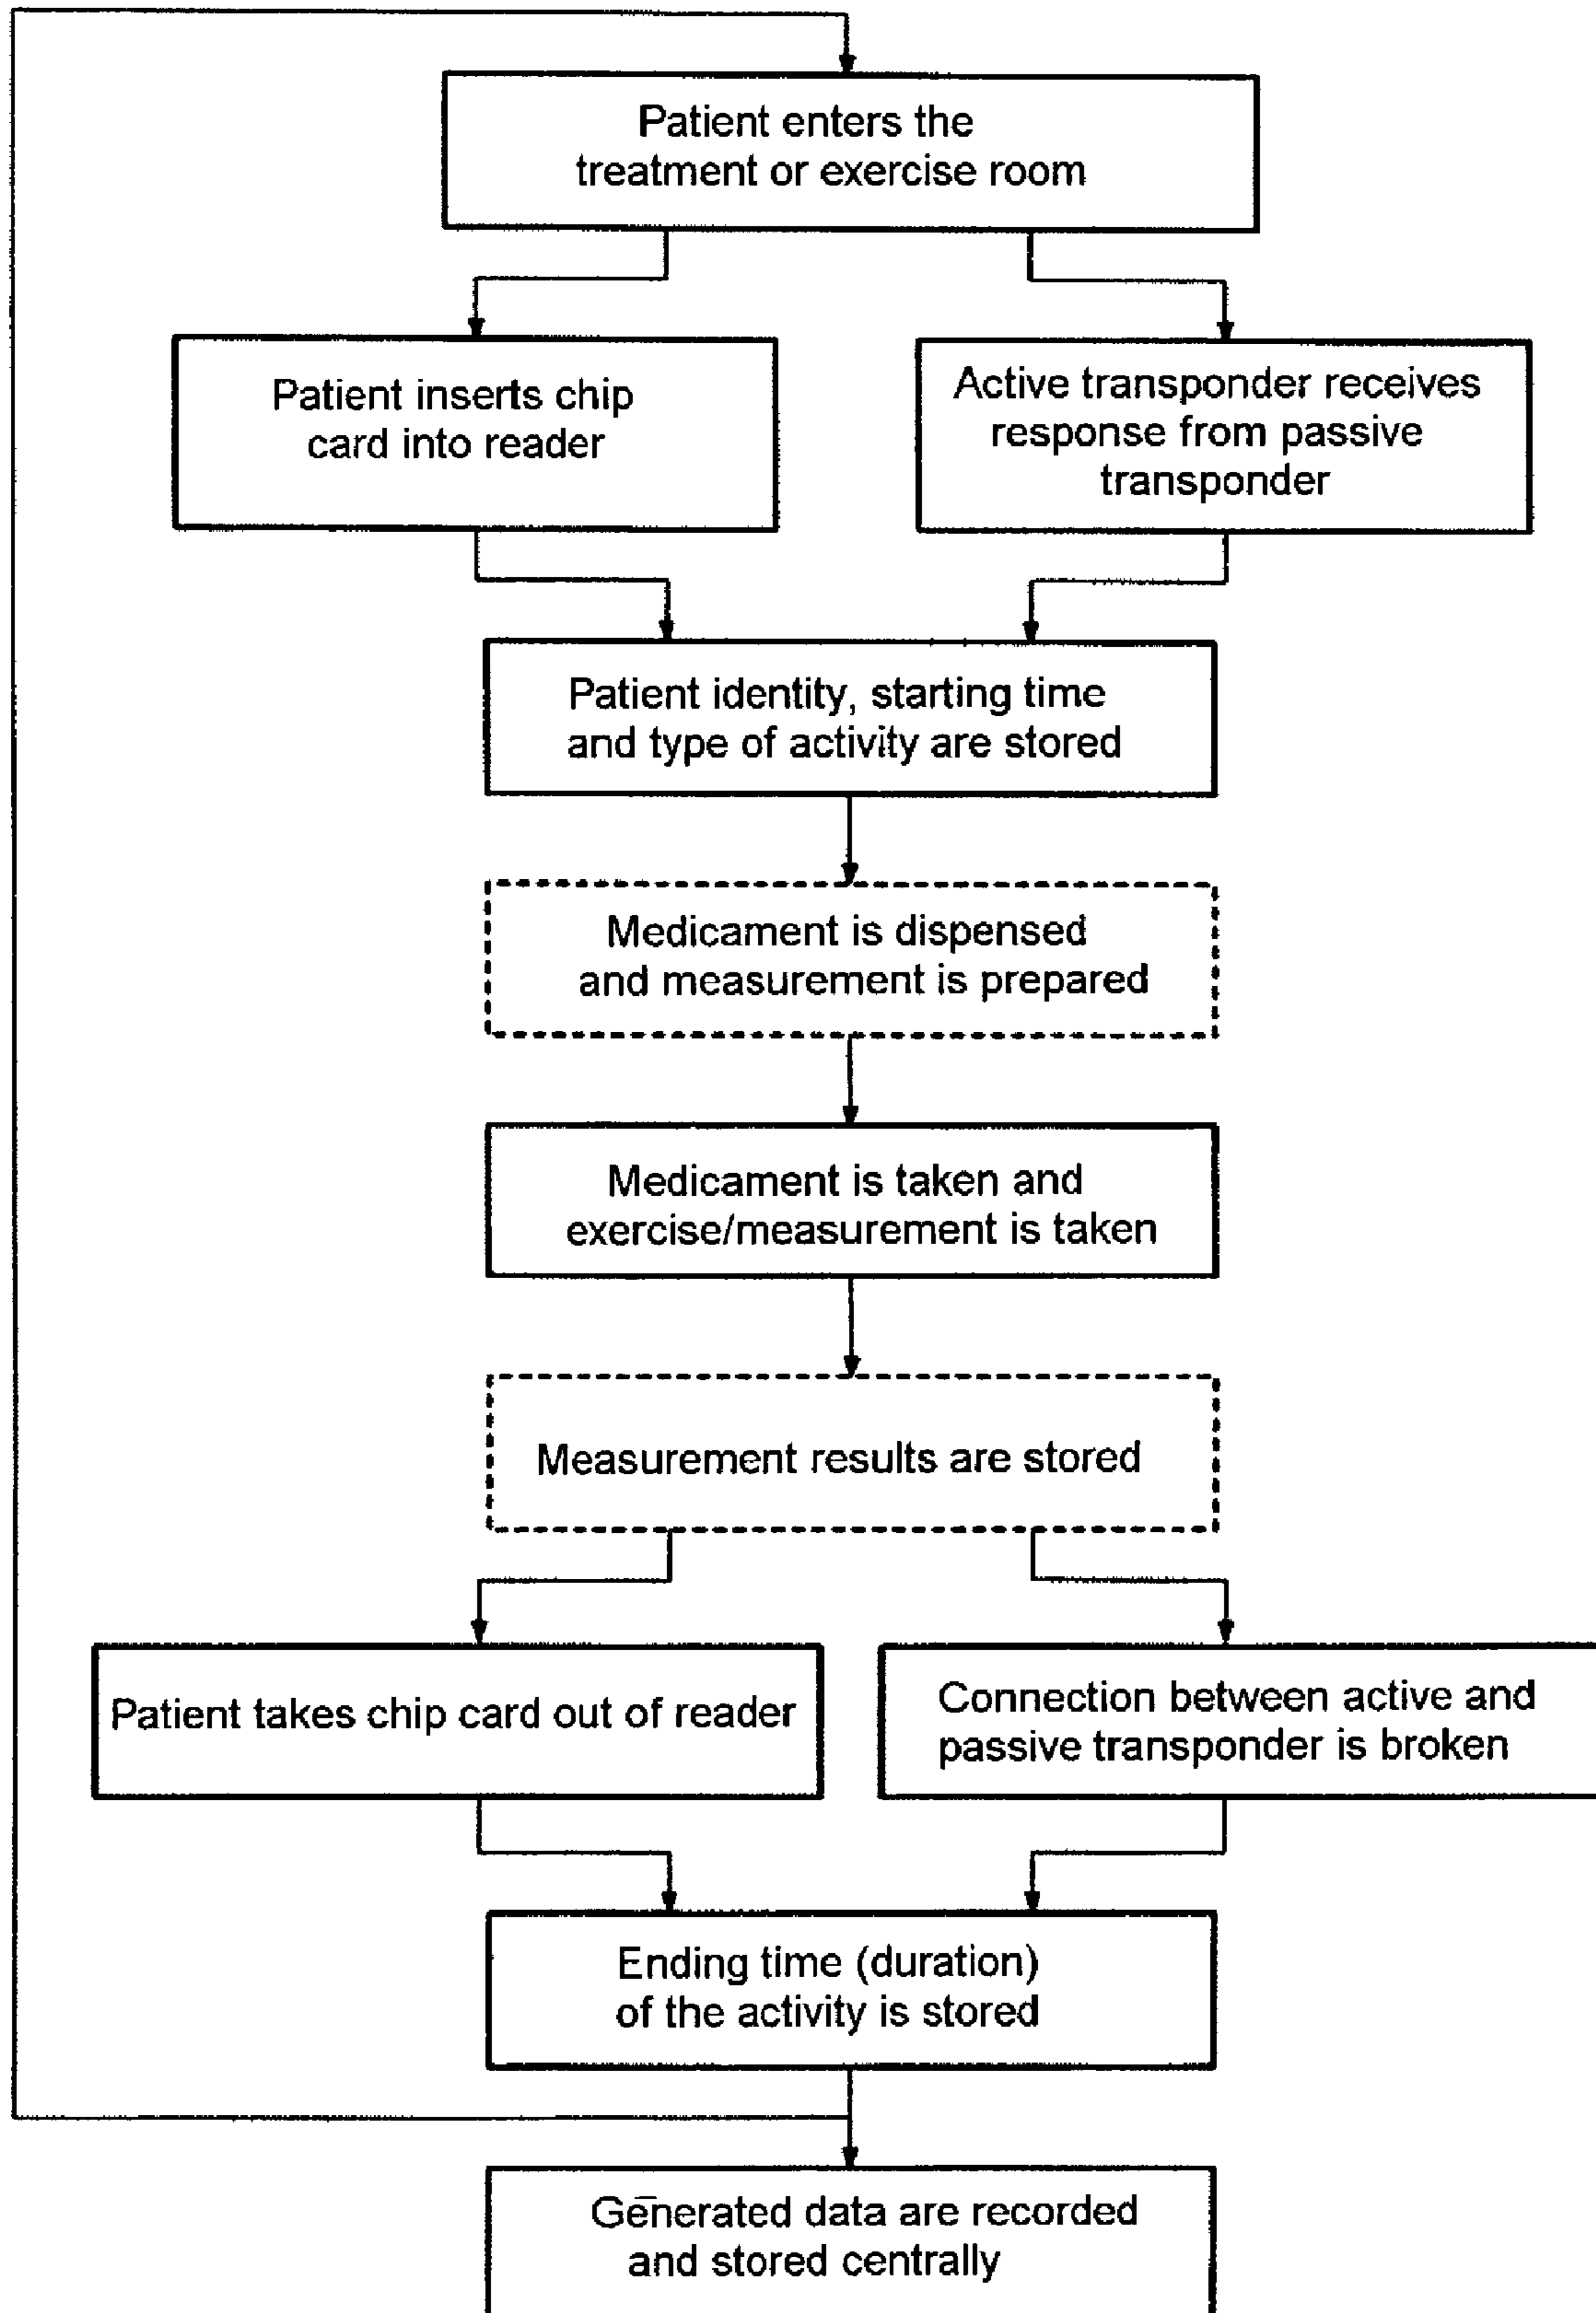 Patient enters the
treatment or exercise room
Patient inserts chip
card into reader
Active transponder receives
response from passive
transponder
Patient identity, starting time
and type of activity are stored
Medicament is dispensed
and measurement is prepared
Medicament is taken and
exercise/measurement is taken
Measurement results are stored
Patient takes chip card out of reader
Connection between active and
passive transponder is broken
Ending time (duration)
of the activity is stored
Generated data are recorded
and stored centrally